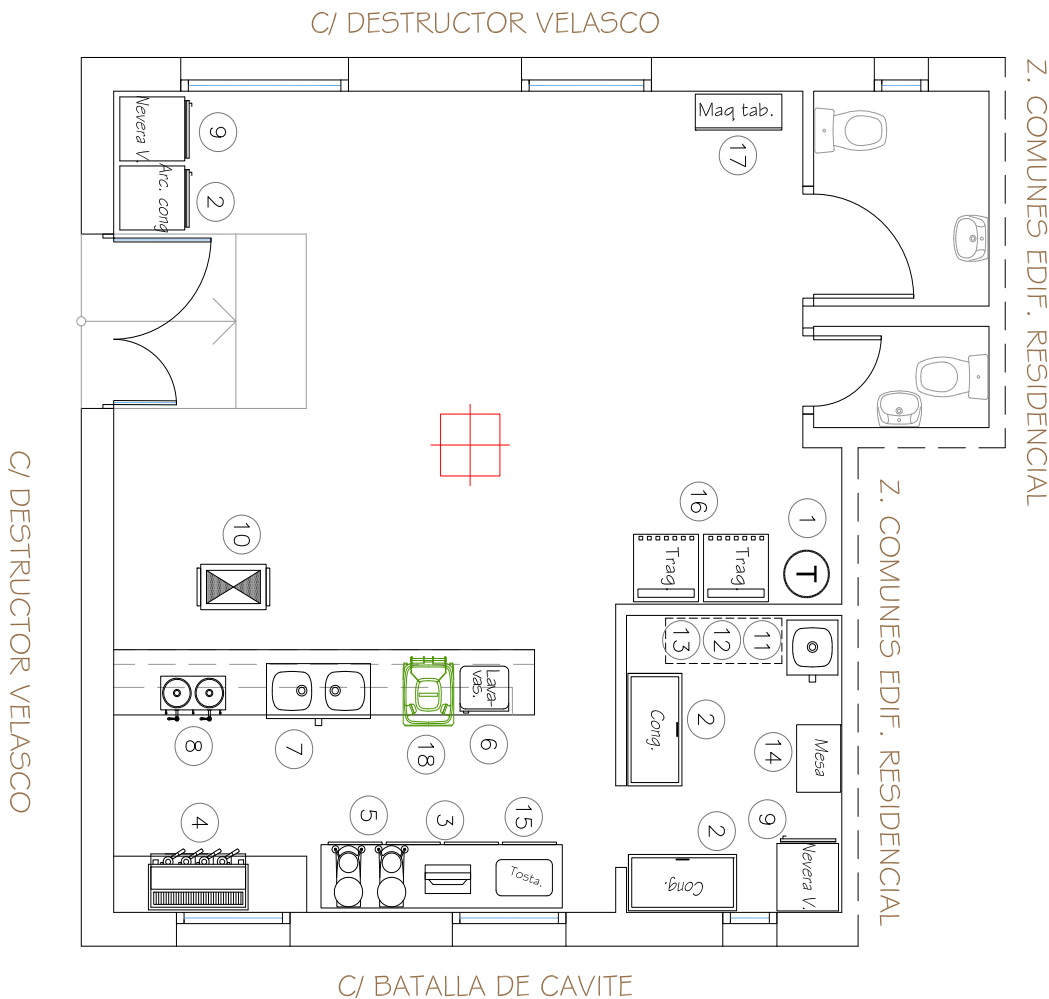 C/ DESTRUCTOR VELASCO
Z. COMUNES EDIF. RESIDENCIAL
Nevera V.
9
Maq tab.
17
Arc. cong
2
C/ DESTRUCTOR VELASCO
Z. COMUNES EDIF. RESIDENCIAL
16
1
10
Trag.
Trag.
T
13
12
11
Lava-
vas.
Cong.
2
8
7
18
6
14
Mesa
4
5
3
15
2
9
Tosta.
Cong.
Nevera V.
C/ BATALLA DE CAVITE